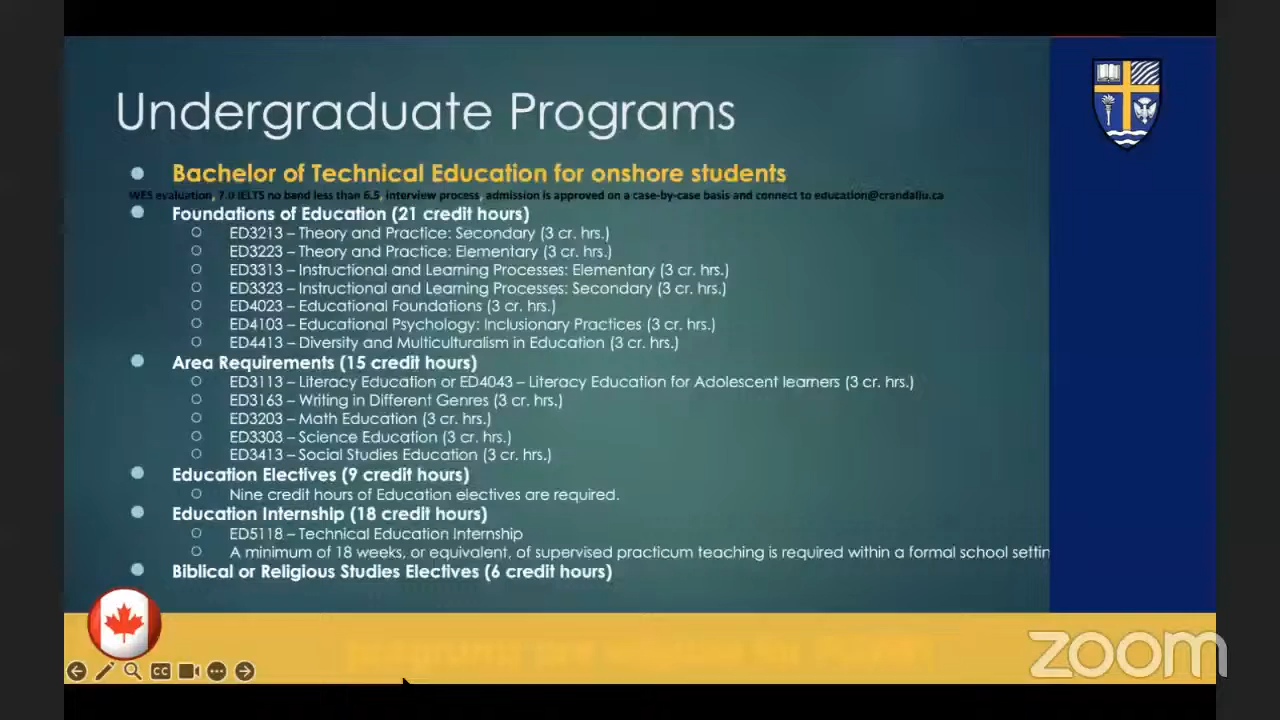 Undergraduate Programs
Bachelor of Technical Education for onshore students
WES evaluation, 7.0 IELTS no band less than 6.5, interview process, admission is approved on a case-by-case basis and connect to education@crandallu.ca
Foundations of Education (21 credit hours)
ED3213 – Theory and Practice: Secondary (3 cr. hrs.)
ED3223 – Theory and Practice: Elementary (3 cr. hrs.)
ED3313 – Instructional and Learning Processes: Elementary (3 cr. hrs.)
ED3323 – Instructional and Learning Processes: Secondary (3 cr. hrs.)
ED4023 – Educational Foundations (3 cr. hrs.)
ED4103 – Educational Psychology: Inclusionary Practices (3 cr. hrs.)
ED4413 – Diversity and Multiculturalism in Education (3 cr. hrs.)
Area Requirements (15 credit hours)
ED3113 – Literacy Education or ED4043 – Literacy Education for Adolescent learners (3 cr. hrs.)
ED3163 – Writing in Different Genres (3 cr. hrs.)
ED3203 – Math Education (3 cr. hrs.)
ED3303 – Science Education (3 cr. hrs.)
ED3413 – Social Studies Education (3 cr. hrs.)
Education Electives (9 credit hours)
Nine credit hours of Education electives are required.
Education Internship (18 credit hours)
ED5118 – Technical Education Internship
A minimum of 18 weeks, or equivalent, of supervised practicum teaching is required within a formal school settin
Biblical or Religious Studies Electives (6 credit hours)
CC
zoom